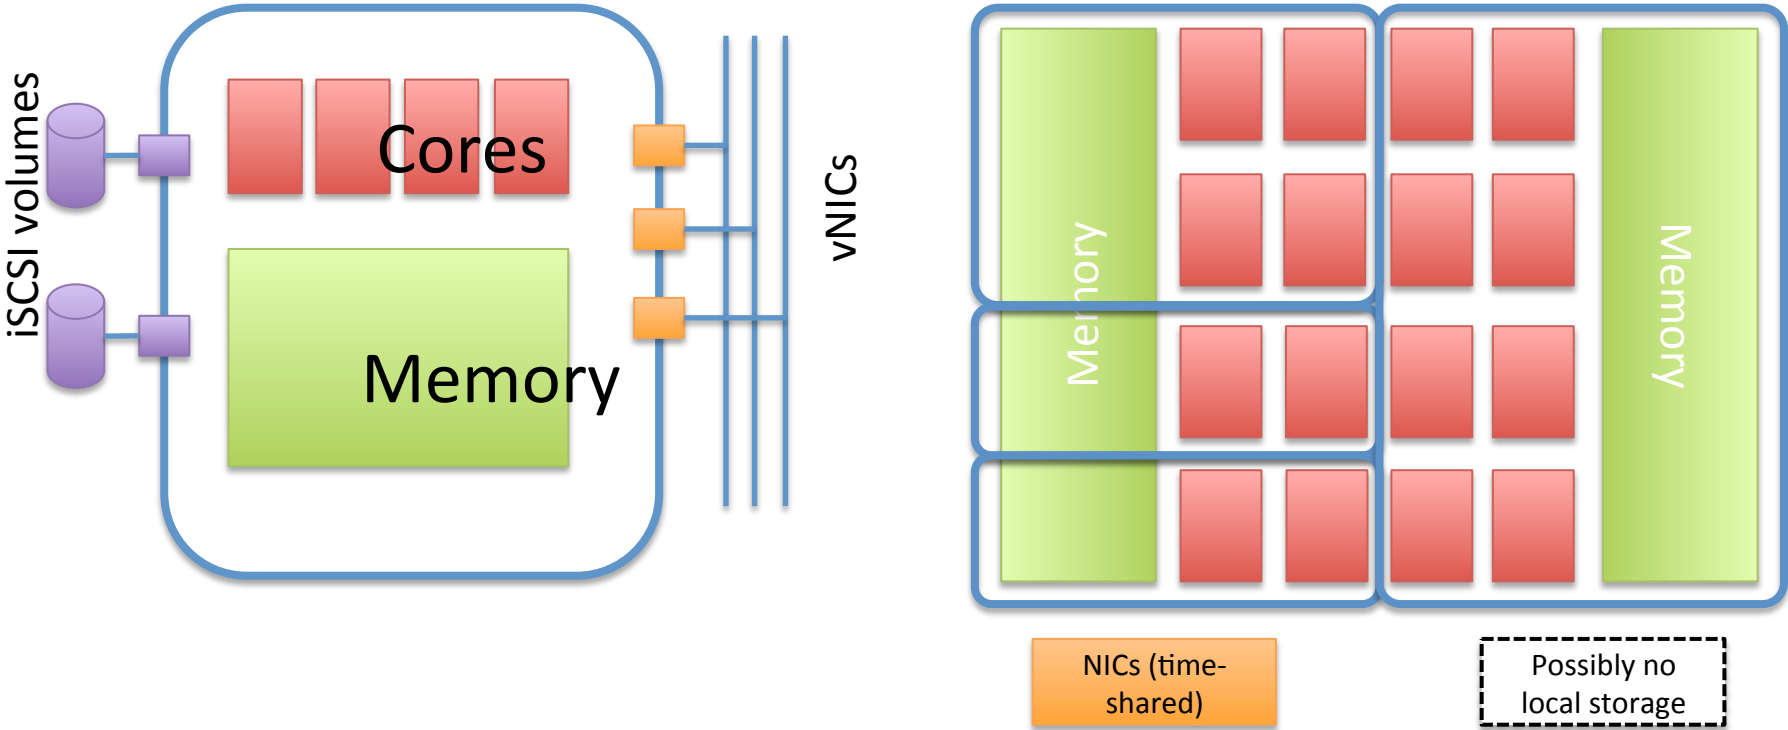 iSCSI volumes
Cores
Memory
vNICs
Memory
Memory
NICs (time-
shared)
Possibly no
local storage